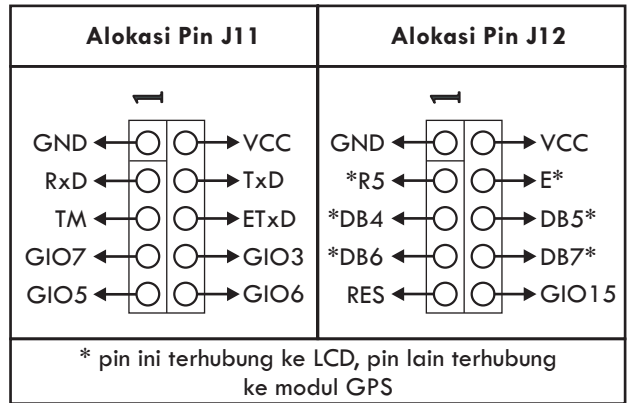 Alokasi Pin J11 Alokasi Pin J12
1 1
GND VCC GND VCC
RxD TxD *R5 E*
TM ETxD *DB4 DB5*
GIO7 GIO3 *DB6 DB7*
GIO5 GIO6 RES GIO15
* pin ini terhubung ke LCD, pin lain terhubung
ke modul GPS